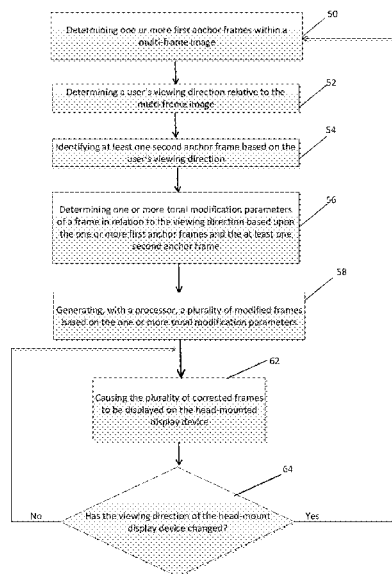 50
Determining one or more first anchor frames within a
multi-frame image
52
Determining a user's viewing direction relative to the
multi-frame image
54
Identifying at least one second anchor frame based on the
user's viewing direction
56
Determining one or more tonal modification parameters
of a frame in relation to the viewing direction based upon
the one or more first anchor frames and the at least one
second anchor frame
58
Generating, with a processor, a plurality of modified frames
based on the one or more tonal modification parameters
62
Causing the plurality of corrected frames
to be displayed on the head-mounted
display device
64
Has the viewing direction of the head-mount
display device changed?
No
Yes